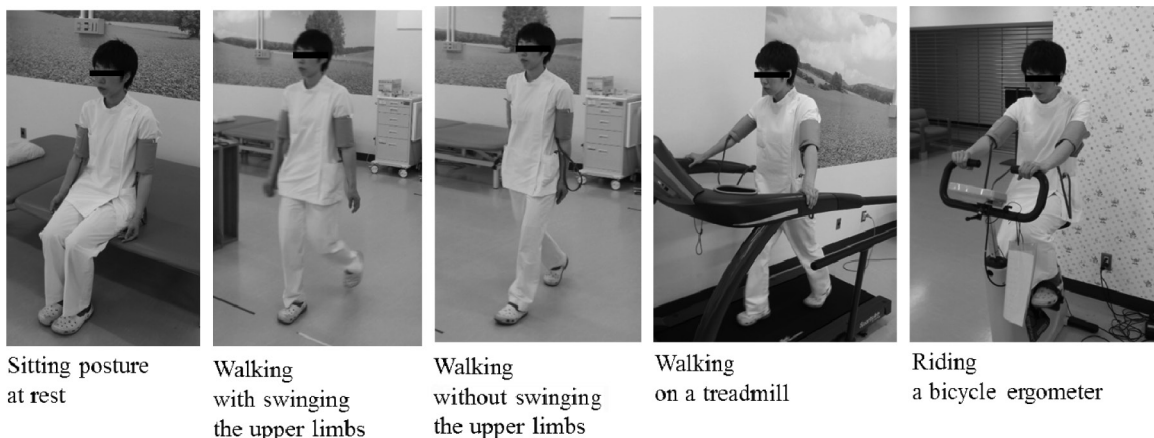 Sitting posture
at rest
Walking
with swinging
the upper limbs
Walking
without swinging
the upper limbs
Walking
on a treadmill
Riding
a bicycle ergometer